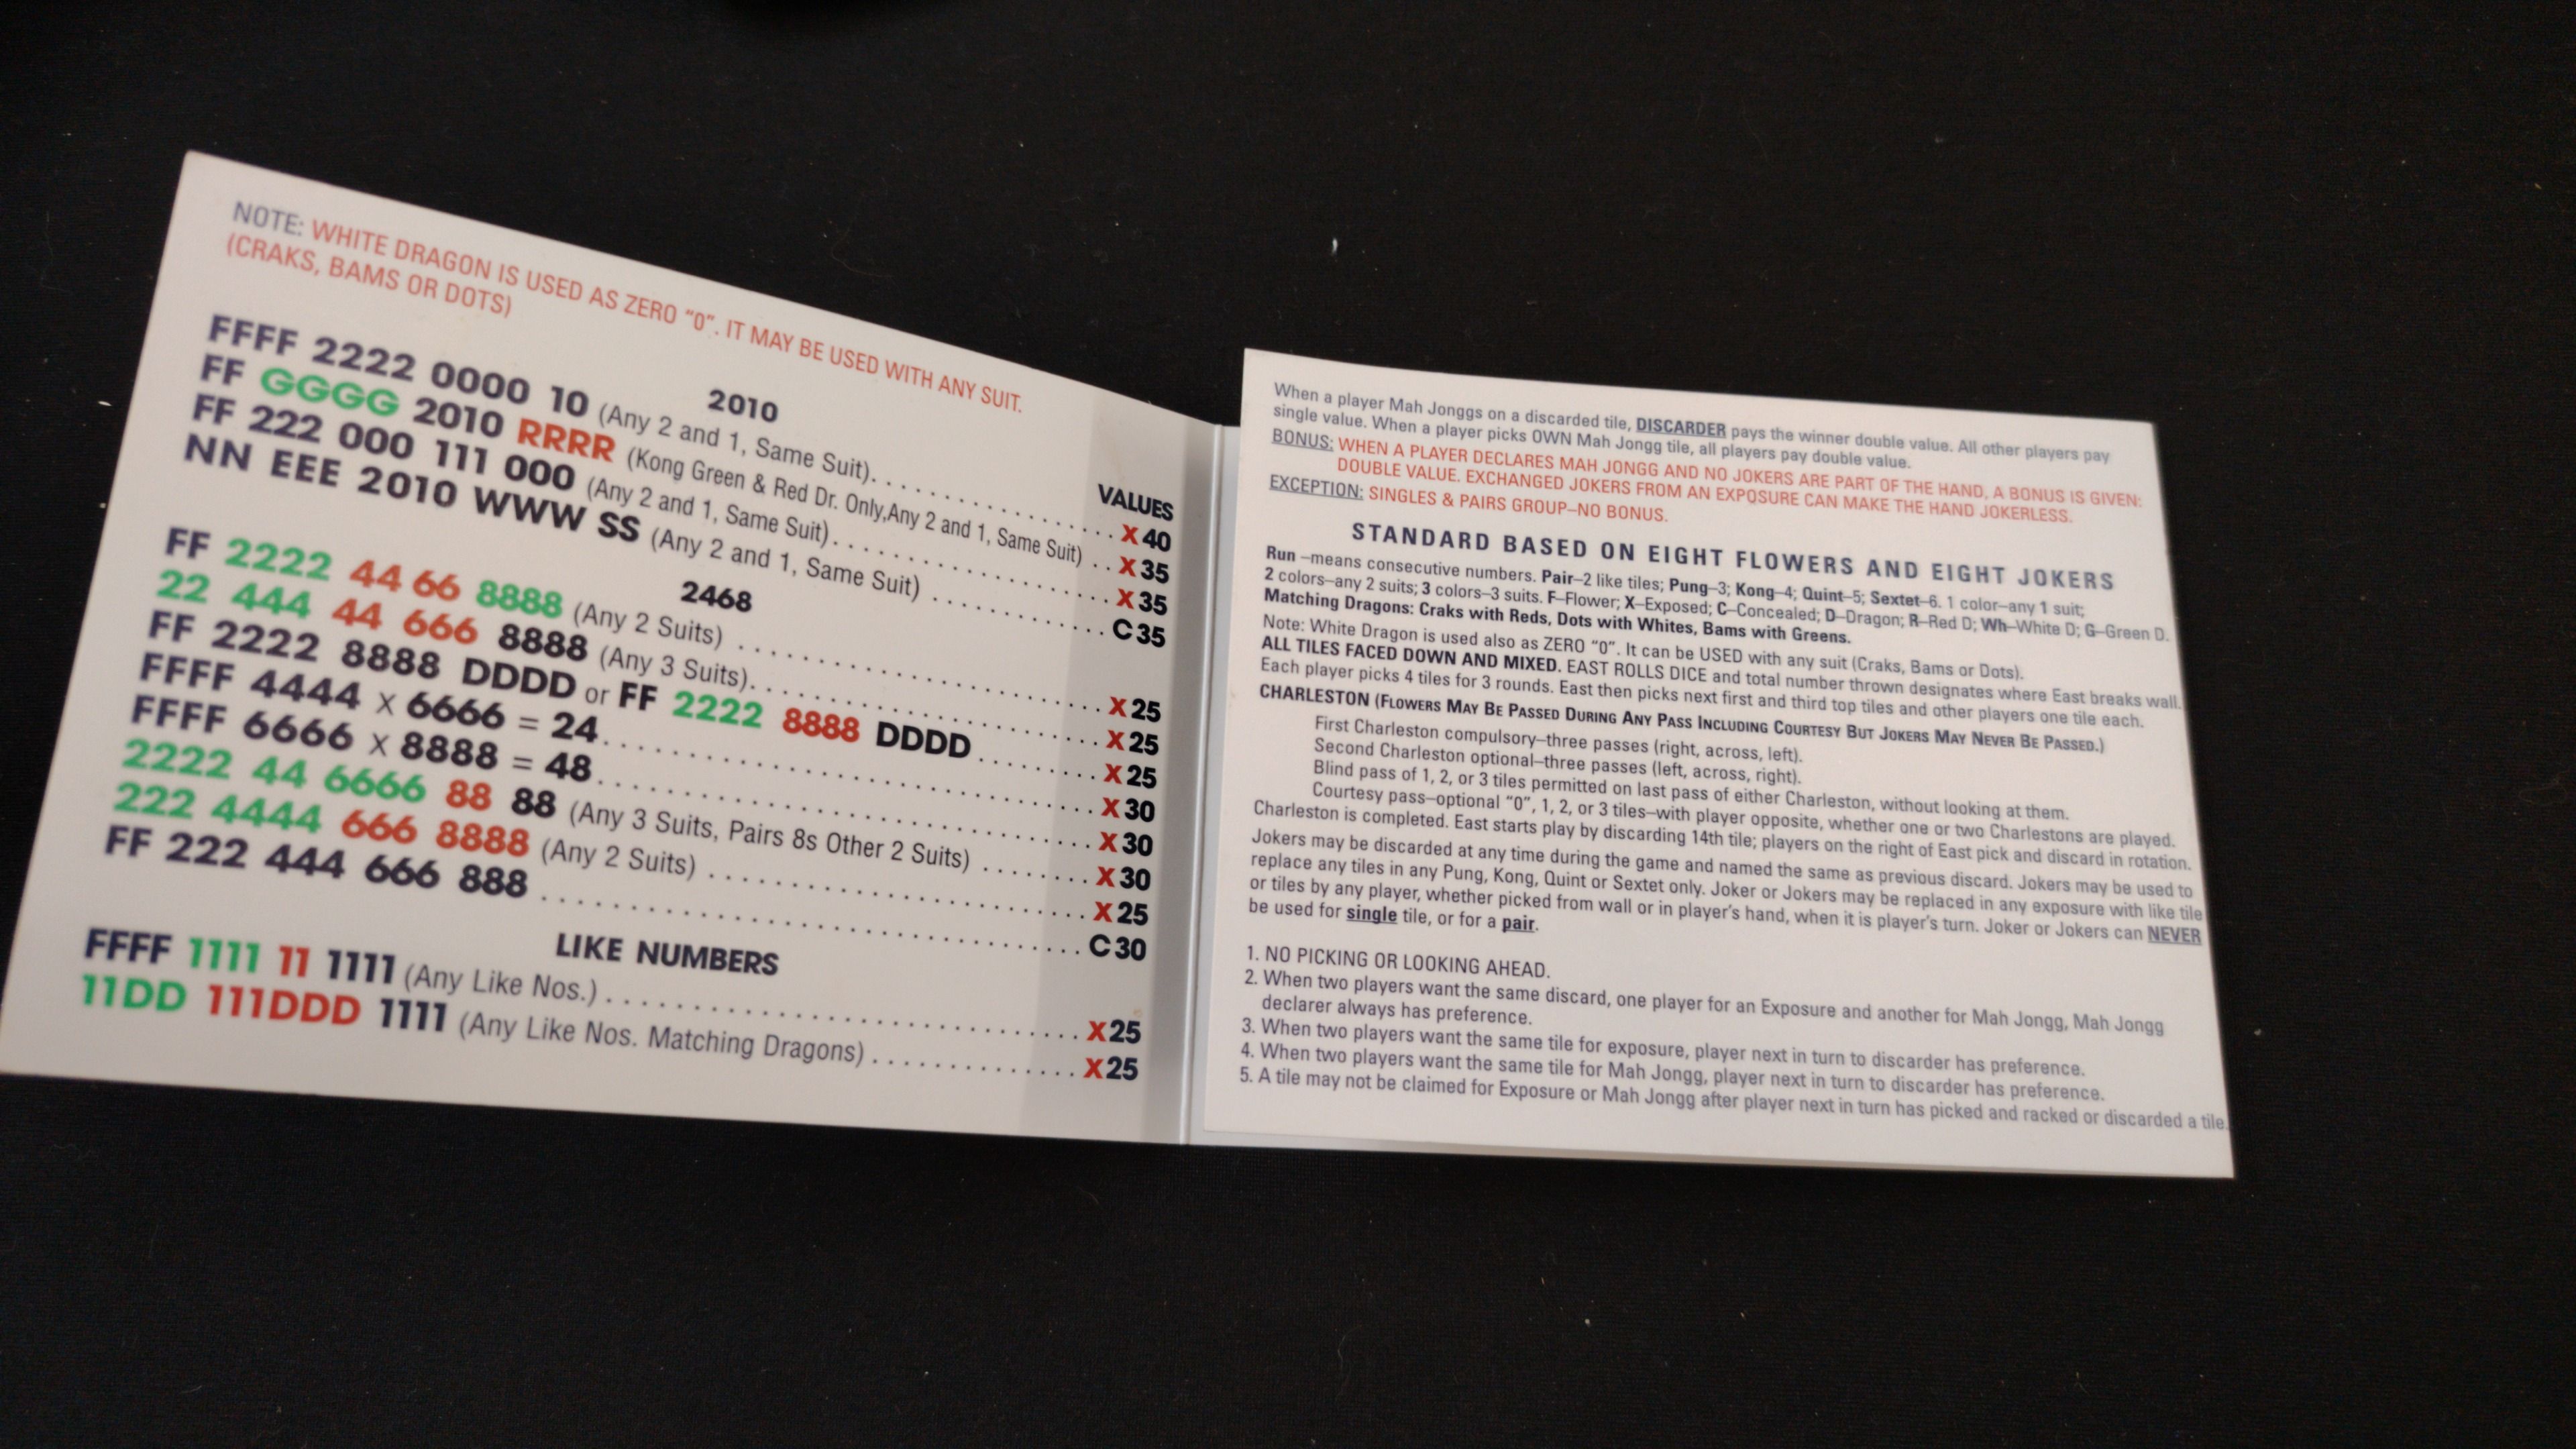 NOTE: WHITE DRAGON IS USED AS ZERO "0". IT MAY BE USED WITH ANY SUIT.
(CRAKS, BAMS OR DOTS)
2010
VALUES
FFFF 2222 0000 10 (Any 2 and 1, Same Suit). . . . . . . . . . . . . . . . X 40
FF GGGG 2010 RRRR (Kong Green & Red Dr. Only,Any 2 and 1, Same Suit) . . X 35
FF 222 000 111 000 (Any 2 and 1, Same Suit). . . . . . . . . . . . . . . . X 35
NN EEE 2010 WWW SS (Any 2 and 1, Same Suit) . . . . . . . . . . . C 35
2468
FF 2222 44 66 8888 (Any 2 Suits) . . . . . . . . . . . . . . . . . . . . X 25
22 444 44 666 8888 (Any 3 Suits). . . . . . . . . . . . . . . . . . . . X 25
FF 2222 8888 DDDD or FF 2222 8888 DDDD . . . . . . . X 25
FFFF 4444 x 6666 = 24. . . . . . . . . . . . . . . . . . . . . . . . . . X 30
FFFF 6666 x 8888 = 48. . . . . . . . . . . . . . . . . . . . . . . . . . X 30
2222 44 6666 88 88 (Any 3 Suits, Pairs 8s Other 2 Suits) . . . . . . . X 30
222 4444 666 8888 (Any 2 Suits) . . . . . . . . . . . . . . . . . . . . X 25
FF 222 444 666 888 . . . . . . . . . . . . . . . . . . . . . . . . . . . C 30
LIKE NUMBERS
FFFF 1111 11 1111 (Any Like Nos.) . . . . . . . . . . . . . . . . . . . . X 25
11DD 111DDD 1111 (Any Like Nos. Matching Dragons) . . . . . . . . . . X 25
When a player Mah Jonggs on a discarded tile, DISCARDER pays the winner double value. All other players pay
single value. When a player picks OWN Mah Jongg tile, all players pay double value.
BONUS: WHEN A PLAYER DECLARES MAH JONGG AND NO JOKERS ARE PART OF THE HAND, A BONUS IS GIVEN:
DOUBLE VALUE. EXCHANGED JOKERS FROM AN EXPOSURE CAN MAKE THE HAND JOKERLESS.
EXCEPTION: SINGLES & PAIRS GROUP–NO BONUS.
STANDARD BASED ON EIGHT FLOWERS AND EIGHT JOKERS
Run –means consecutive numbers. Pair–2 like tiles; Pung–3; Kong–4; Quint–5; Sextet–6. 1 color–any 1 suit;
2 colors–any 2 suits; 3 colors–3 suits. F–Flower; X–Exposed; C–Concealed; D–Dragon; R–Red D; Wh–White D; G–Green D.
Matching Dragons: Craks with Reds, Dots with Whites, Bams with Greens.
Note: White Dragon is used also as ZERO "0". It can be USED with any suit (Craks, Bams or Dots).
ALL TILES FACED DOWN AND MIXED. EAST ROLLS DICE and total number thrown designates where East breaks wall.
Each player picks 4 tiles for 3 rounds. East then picks next first and third top tiles and other players one tile each.
CHARLESTON (FLOWERS MAY BE PASSED DURING ANY PASS INCLUDING COURTESY BUT JOKERS MAY NEVER BE PASSED.)
First Charleston compulsory–three passes (right, across, left).
Second Charleston optional–three passes (left, across, right).
Blind pass of 1, 2, or 3 tiles permitted on last pass of either Charleston, without looking at them.
Courtesy pass–optional "0", 1, 2, or 3 tiles–with player opposite, whether one or two Charlestons are played.
Charleston is completed. East starts play by discarding 14th tile; players on the right of East pick and discard in rotation.
Jokers may be discarded at any time during the game and named the same as previous discard. Jokers may be used to
replace any tiles in any Pung, Kong, Quint or Sextet only. Joker or Jokers may be replaced in any exposure with like tile
or tiles by any player, whether picked from wall or in player's hand, when it is player's turn. Joker or Jokers can NEVER
be used for single tile, or for a pair.
1. NO PICKING OR LOOKING AHEAD.
2. When two players want the same discard, one player for an Exposure and another for Mah Jongg, Mah Jongg
declarer always has preference.
3. When two players want the same tile for exposure, player next in turn to discarder has preference.
4. When two players want the same tile for Mah Jongg, player next in turn to discarder has preference.
5. A tile may not be claimed for Exposure or Mah Jongg after player next in turn has picked and racked or discarded a tile.